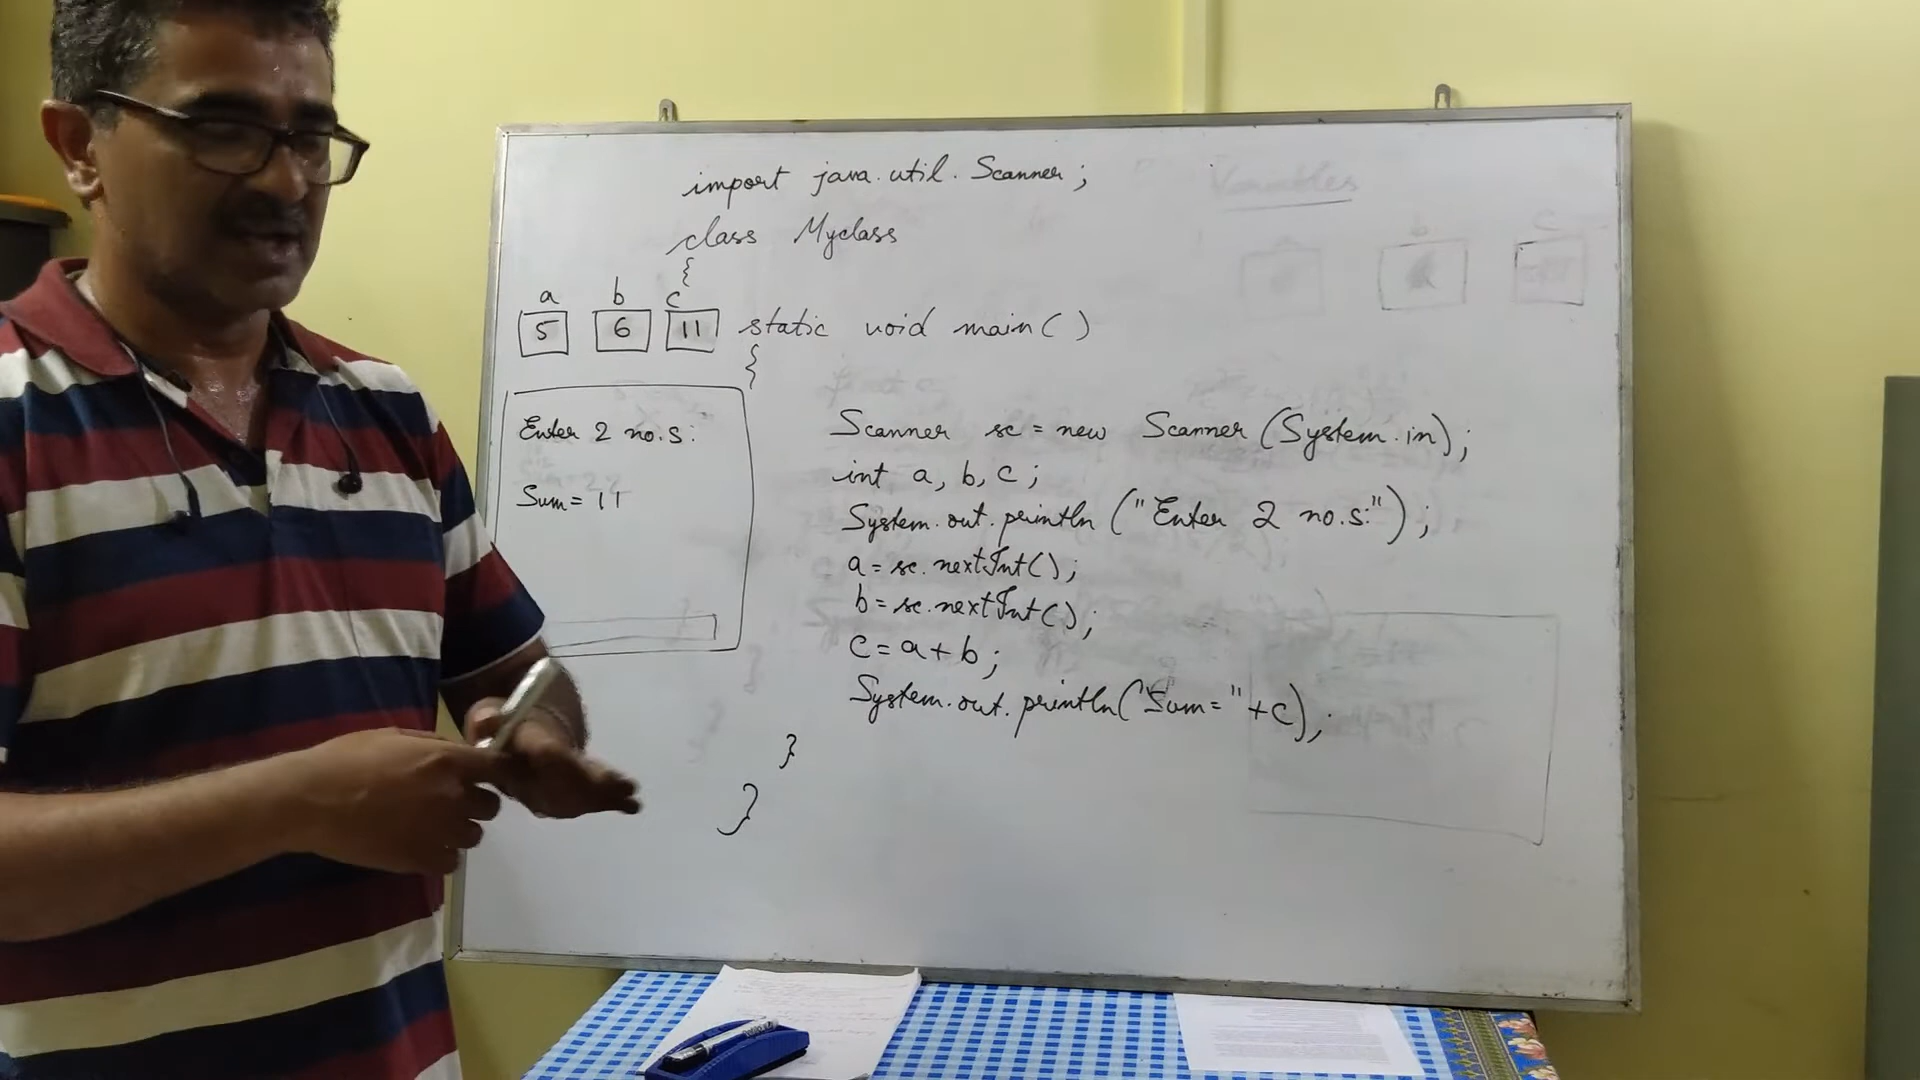 import java.util.Scanner;
class Myclass
{
a b c
5 6 11
static void main()
{
Enter 2 no.s:
Sum= 11
Scanner sc = new Scanner (System.in);
int a, b, c;
System.out.println ("Enter 2 no.s:");
a= sc.nextInt();
b= sc.nextInt();
c= a+b;
System.out.println("Sum= "+c);
}
}
Variables
b c